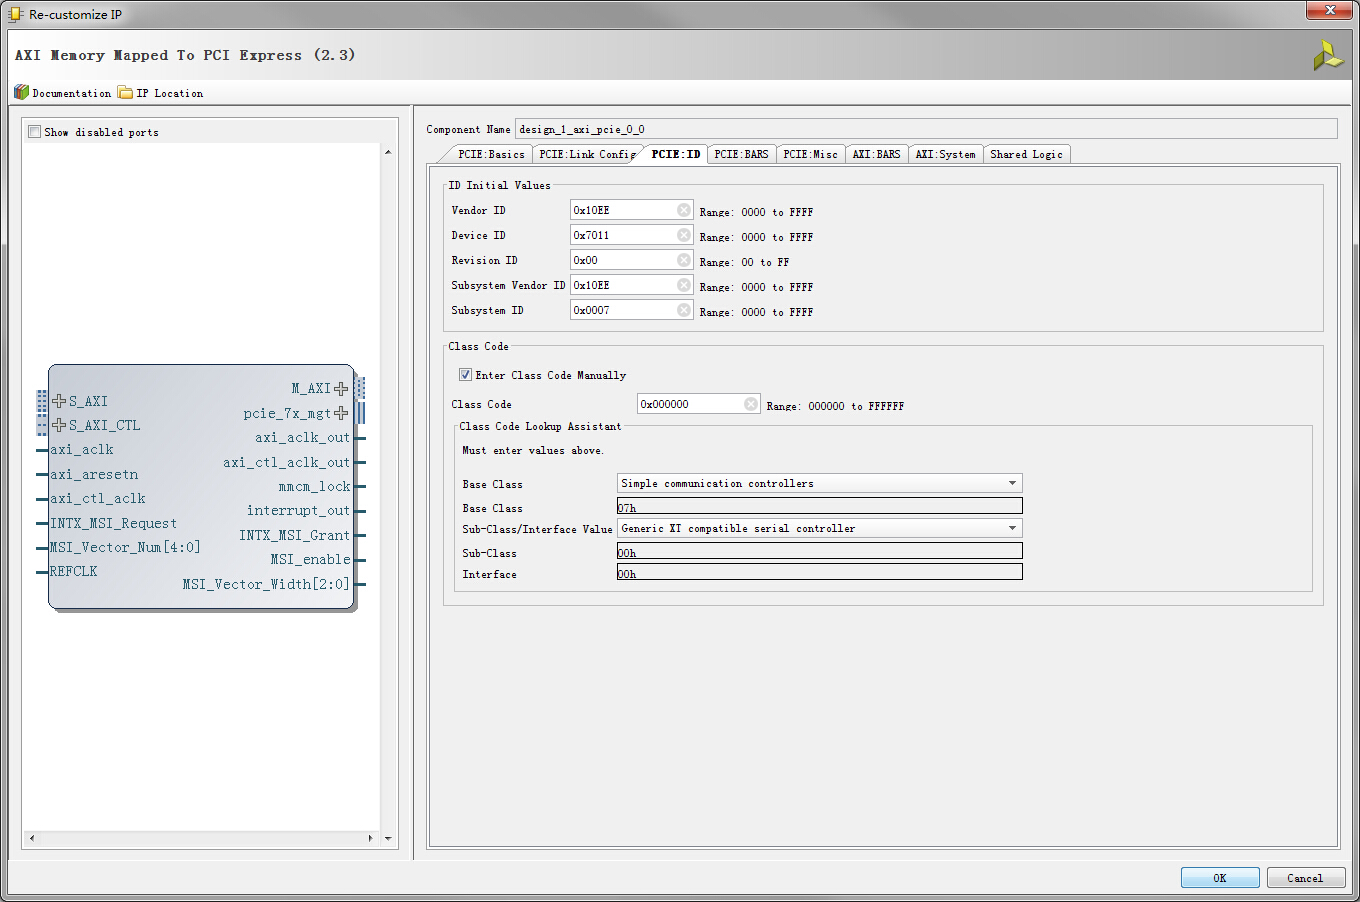 Re-customize IP
AXI Memory Mapped To PCI Express (2.3)
Documentation IP Location
Show disabled ports
S_AXI
S_AXI_CTL
axi_aclk
axi_aresetn
axi_ctl_aclk
INTX_MSI_Request
MSI_Vector_Num[4:0]
REFCLK
M_AXI
pcie_7x_mgt
axi_aclk_out
axi_ctl_aclk_out
mmcm_lock
interrupt_out
INTX_MSI_Grant
MSI_enable
MSI_Vector_Width[2:0]
Component Name design_1_axi_pcie_0_0
PCIE:Basics PCIE:Link Config PCIE:ID PCIE:BARS PCIE:Misc AXI:BARS AXI:System Shared Logic
ID Initial Values
Vendor ID 0x10EE Range: 0000 to FFFF
Device ID 0x7011 Range: 0000 to FFFF
Revision ID 0x00 Range: 00 to FF
Subsystem Vendor ID 0x10EE Range: 0000 to FFFF
Subsystem ID 0x0007 Range: 0000 to FFFF
Class Code
Enter Class Code Manually
Class Code 0x000000 Range: 000000 to FFFFFF
Class Code Lookup Assistant
Must enter values above.
Base Class Simple communication controllers
Base Class 07h
Sub-Class/Interface Value Generic XT compatible serial controller
Sub-Class 00h
Interface 00h
OK Cancel